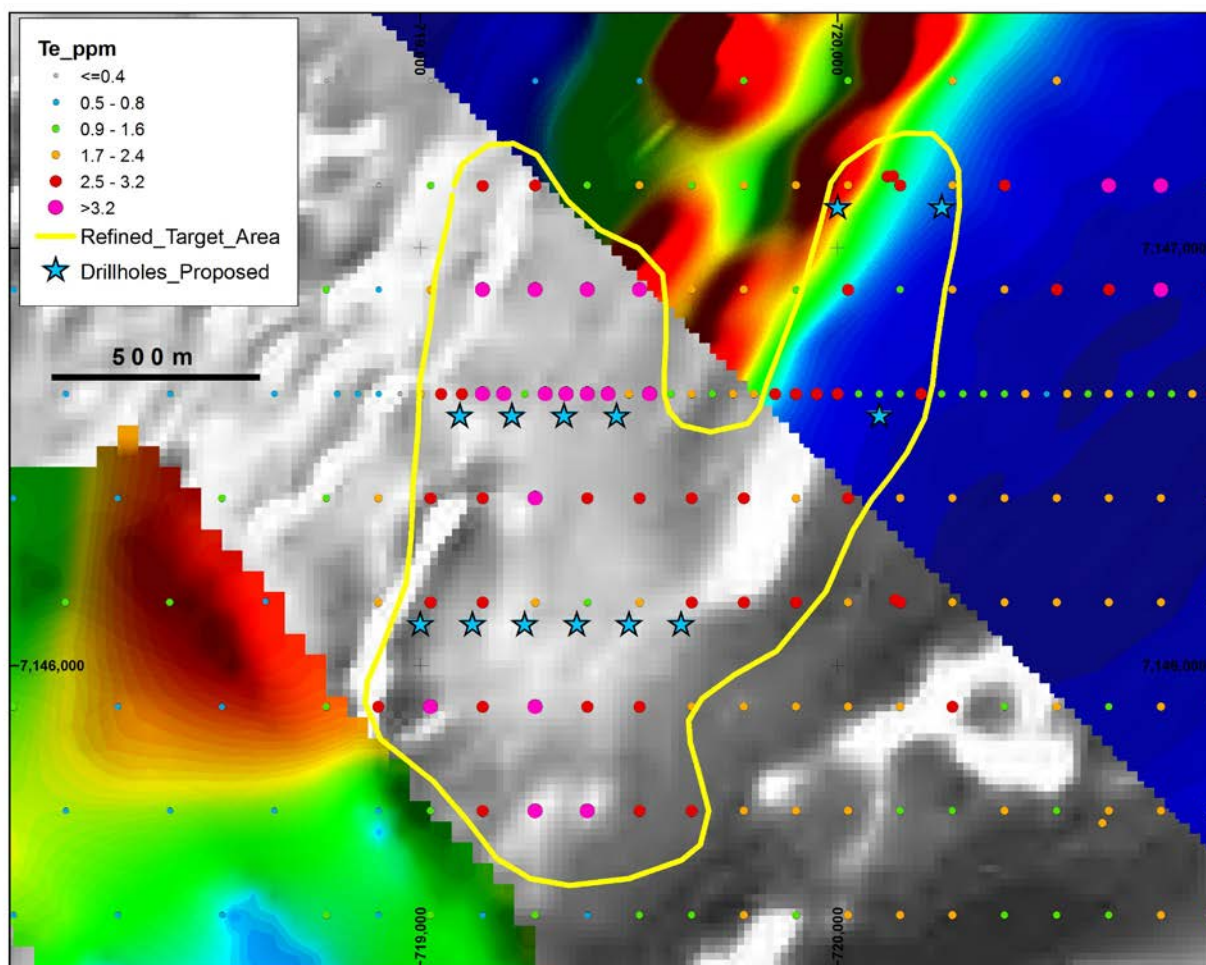 Te_ppm
<=0.4
0.5 - 0.8
0.9 - 1.6
1.7 - 2.4
2.5 - 3.2
>3.2
Refined_Target_Area
Drillholes_Proposed
500 m
719,000
720,000
7,147,000
7,146,000
7,146,000
719,000
720,000